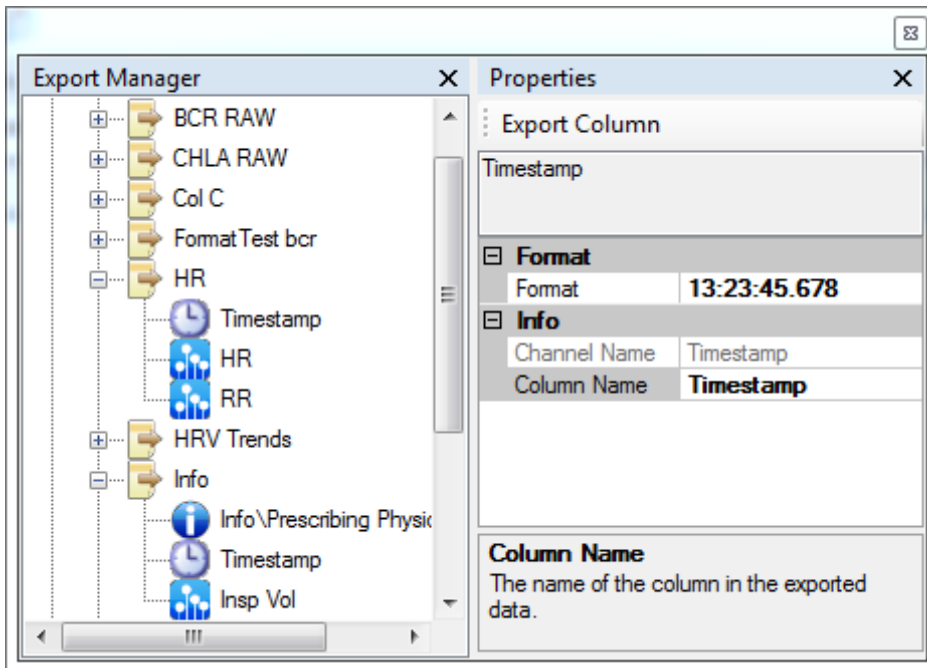 Export Manager
BCR RAW
CHLA RAW
Col C
FormatTest bcr
HR
Timestamp
HR
RR
HRV Trends
Info
Info\Prescribing Physic
Timestamp
Insp Vol
Properties
Export Column
Timestamp
Format
Format 13:23:45.678
Info
Channel Name Timestamp
Column Name Timestamp
Column Name
The name of the column in the exported
data.